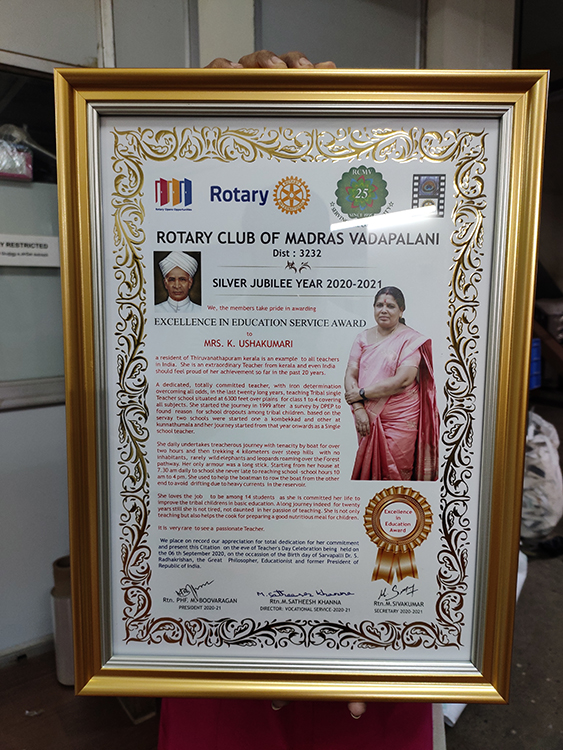 Rotary Opens Opportunities
Rotary
RCMV
25
SINCE
ROTARY CLUB OF MADRAS VADAPALANI
Dist : 3232
SILVER JUBILEE YEAR 2020-2021
We, the members take pride in awarding
EXCELLENCE IN EDUCATION SERVICE AWARD
to
MRS. K. USHAKUMARI
a resident of Thiruvanathapuram kerala is an example to all teachers
in India. She is an extraordinary Teacher from kerala and even India
should feel proud of her achievement so far in the past 20 years.
A dedicated, totally committed teacher, with iron determination
overcoming all odds, in the last twenty long years, teaching Tribal single
Teacher school situated at 6300 feet over plains for class 1 to 4 covering
all subjects. She started the journey in 1999 after a survey by DPEP to
found reason for school dropouts among tribal children, based on the
servay two schools were started one a kombekkad and other at
kunnathumala and her journey started from that year onwards as a Single
school teacher.
She daily undertakes treacherous journey with tenacity by boat for over
two hours and then trekking 4 kilometers over steep hills with no
inhabitants, rarely wild-elephants and leopards roaming over the Forest
pathway. Her only armour was a long stick. Starting from her house at
7.30 am daily to school she never late to reaching school -school hours 10
am to 4 pm. She used to help the boatman to row the boat from the other
end to avoid drifting due to heavy currents in the reservoir.
She loves the job to be among 14 students as she is committed her life to
improve the tribal children in basic education. Along journey indeed for twenty
years still she is not tired, not daunted in her passion of teaching. She is not only
teaching but also helps the cook for preparing a good nutritious meal for children.
It is very rare to see a passionate Teacher.
We place on record our appreciation for total dedication for her commitment
and present this Citation on the eve of Teacher's Day Celebration being held on
the 06 th September 2020, on the occasion of the Birth day of Sarvapalli Dr. S.
Radhakrishan, the Great Philosopher, Educationist and former President of
Republic of India.
Excellence
in
Education
Award
M. Satheesh Khanna
Rtn. PHF. M. BOOVARAGAN
PRESIDENT 2020-21
Rtn.M.SATHEESH KHANNA
DIRECTOR: VOCATIONAL SERVICE-2020-21
Rtn.M.SIVAKUMAR
SECRETARY 2020-2021
RESTRICTED